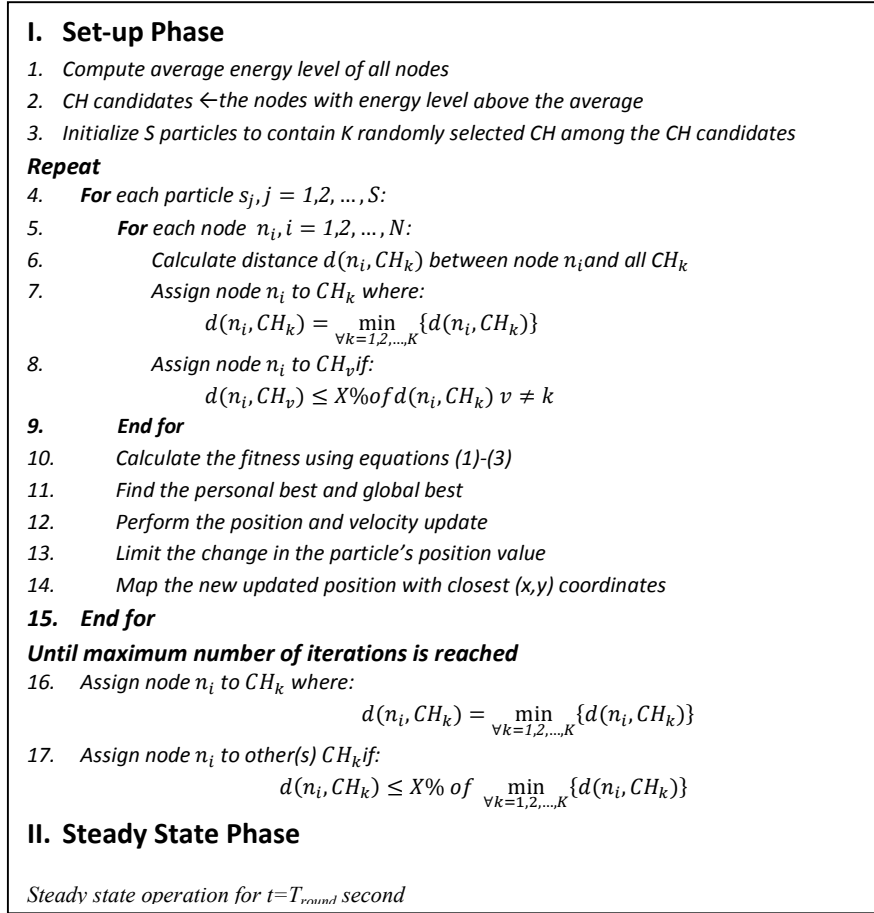 I. Set-up Phase
1. Compute average energy level of all nodes
2. CH candidates ←the nodes with energy level above the average
3. Initialize S particles to contain K randomly selected CH among the CH candidates
Repeat
4. For each particle s_j, j = 1,2, … , S:
5. For each node n_i, i = 1,2, … , N:
6. Calculate distance d(n_i, CH_k) between node n_i and all CH_k
7. Assign node n_i to CH_k where:
d(n_i, CH_k) = min_{∀k=1,2,…,K}{d(n_i, CH_k)}
8. Assign node n_i to CH_v if:
d(n_i, CH_v) ≤ X%of d(n_i, CH_k) v ≠ k
9. End for
10. Calculate the fitness using equations (1)-(3)
11. Find the personal best and global best
12. Perform the position and velocity update
13. Limit the change in the particle's position value
14. Map the new updated position with closest (x,y) coordinates
15. End for
Until maximum number of iterations is reached
16. Assign node n_i to CH_k where:
d(n_i, CH_k) = min_{∀k=1,2,…,K}{d(n_i, CH_k)}
17. Assign node n_i to other(s) CH_k if:
d(n_i, CH_k) ≤ X% of min_{∀k=1,2,…,K}{d(n_i, CH_k)}
II. Steady State Phase
Steady state operation for t=T_round second